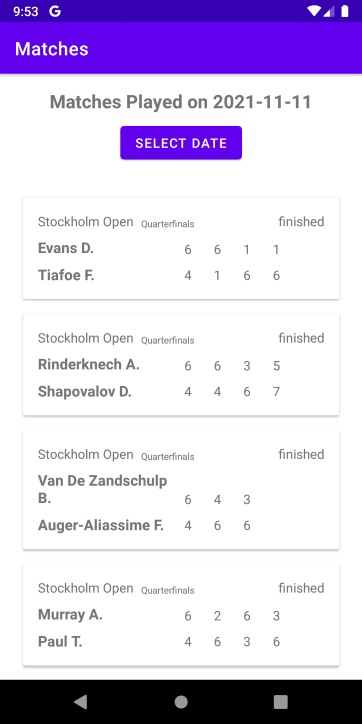 9:53 G
Matches
Matches Played on 2021-11-11
SELECT DATE
Stockholm Open Quarterfinals finished
Evans D. 6 6 1 1
Tiafoe F. 4 1 6 6
Stockholm Open Quarterfinals finished
Rinderknech A. 6 6 3 5
Shapovalov D. 4 4 6 7
Stockholm Open Quarterfinals finished
Van De Zandschulp
B. 6 4 3
Auger-Aliassime F. 4 6 6
Stockholm Open Quarterfinals finished
Murray A. 6 2 6 3
Paul T. 4 6 3 6